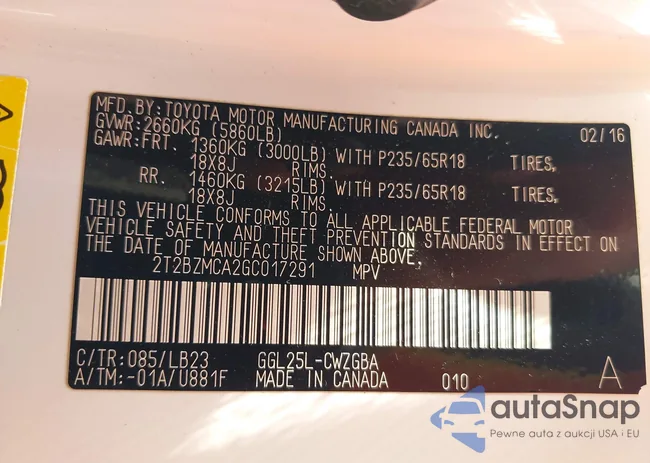 MFD.BY:TOYOTA MOTOR MANUFACTURING CANADA INC. 02/16
GVWR:2660KG (5860LB)
GAWR:FRT. 1360KG (3000LB) WITH P235/65R18 TIRES,
18X8J RIMS.
RR. 1460KG (3215LB) WITH P235/65R18 TIRES,
18X8J RIMS.
THIS VEHICLE CONFORMS TO ALL APPLICABLE FEDERAL MOTOR
VEHICLE SAFETY AND THEFT PREVENTION STANDARDS IN EFFECT ON
THE DATE OF MANUFACTURE SHOWN ABOVE.
2T2BZMCA2GC017291 MPV
C/TR:085/LB23 GGL25L-CWZGBA
A/TM:-01A/U881F MADE IN CANADA 010 A
autaSnap
Pewne auta z aukcji USA i EU